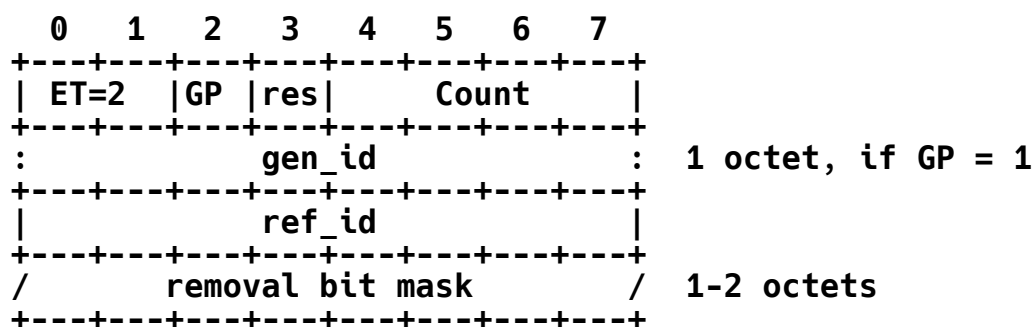 0   1   2   3   4   5   6   7
+---+---+---+---+---+---+---+---+
| ET=2  |GP |res|     Count     |
+---+---+---+---+---+---+---+---+
:            gen_id             :  1 octet, if GP = 1
+---+---+---+---+---+---+---+---+
|            ref_id             |
+---+---+---+---+---+---+---+---+
/       removal bit mask        /  1-2 octets
+---+---+---+---+---+---+---+---+